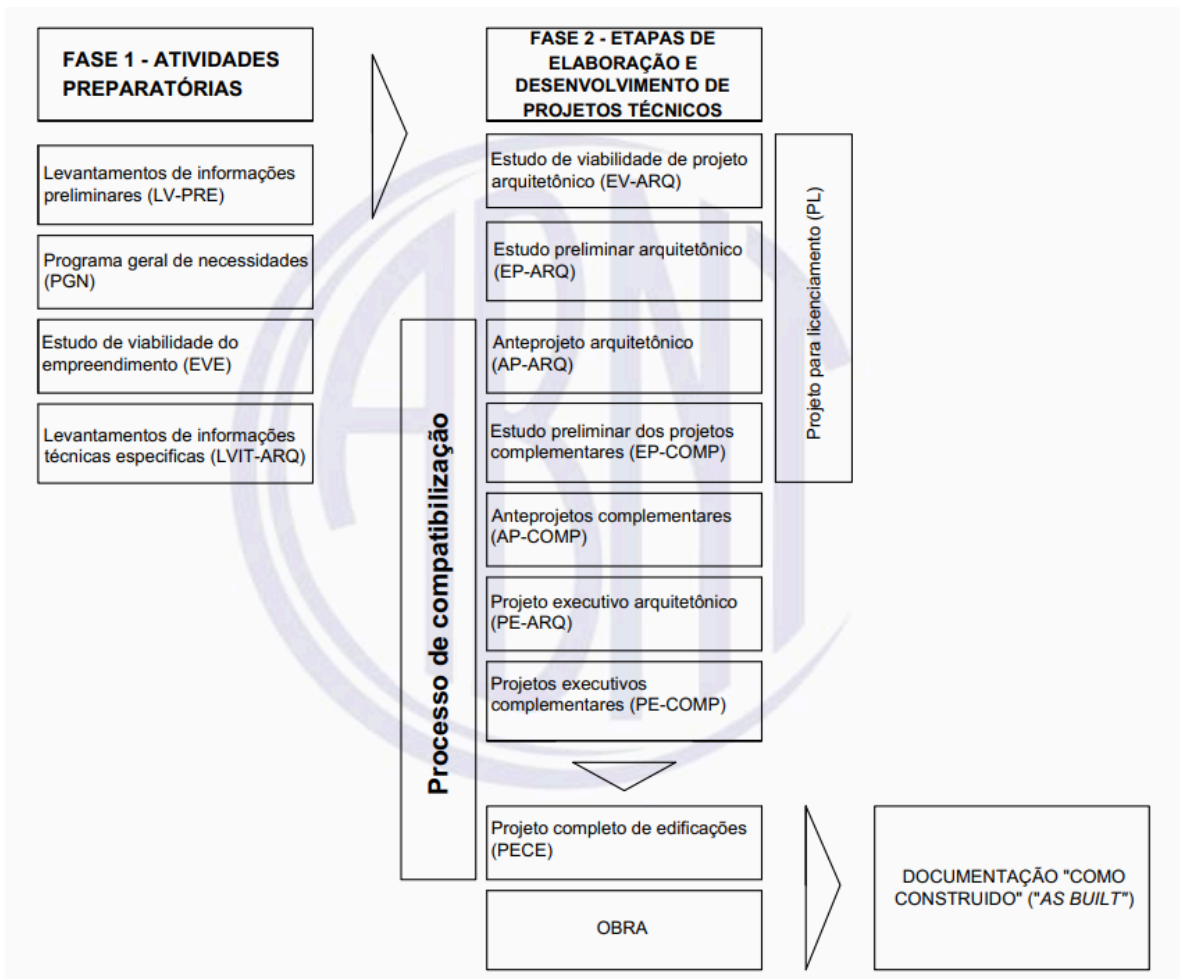 FASE 1 - ATIVIDADES
PREPARATÓRIAS
Levantamentos de informações
preliminares (LV-PRE)
Programa geral de necessidades
(PGN)
Estudo de viabilidade do
empreendimento (EVE)
Levantamentos de informações
técnicas especificas (LVIT-ARQ)
FASE 2 - ETAPAS DE
ELABORAÇÃO E
DESENVOLVIMENTO DE
PROJETOS TÉCNICOS
Estudo de viabilidade de projeto
arquitetônico (EV-ARQ)
Estudo preliminar arquitetônico
(EP-ARQ)
Anteprojeto arquitetônico
(AP-ARQ)
Estudo preliminar dos projetos
complementares (EP-COMP)
Anteprojetos complementares
(AP-COMP)
Projeto executivo arquitetônico
(PE-ARQ)
Projetos executivos
complementares (PE-COMP)
Projeto para licenciamento (PL)
Processo de compatibilização
Projeto completo de edificações
(PECE)
OBRA
DOCUMENTAÇÃO "COMO
CONSTRUIDO" ("AS BUILT")
ABNT